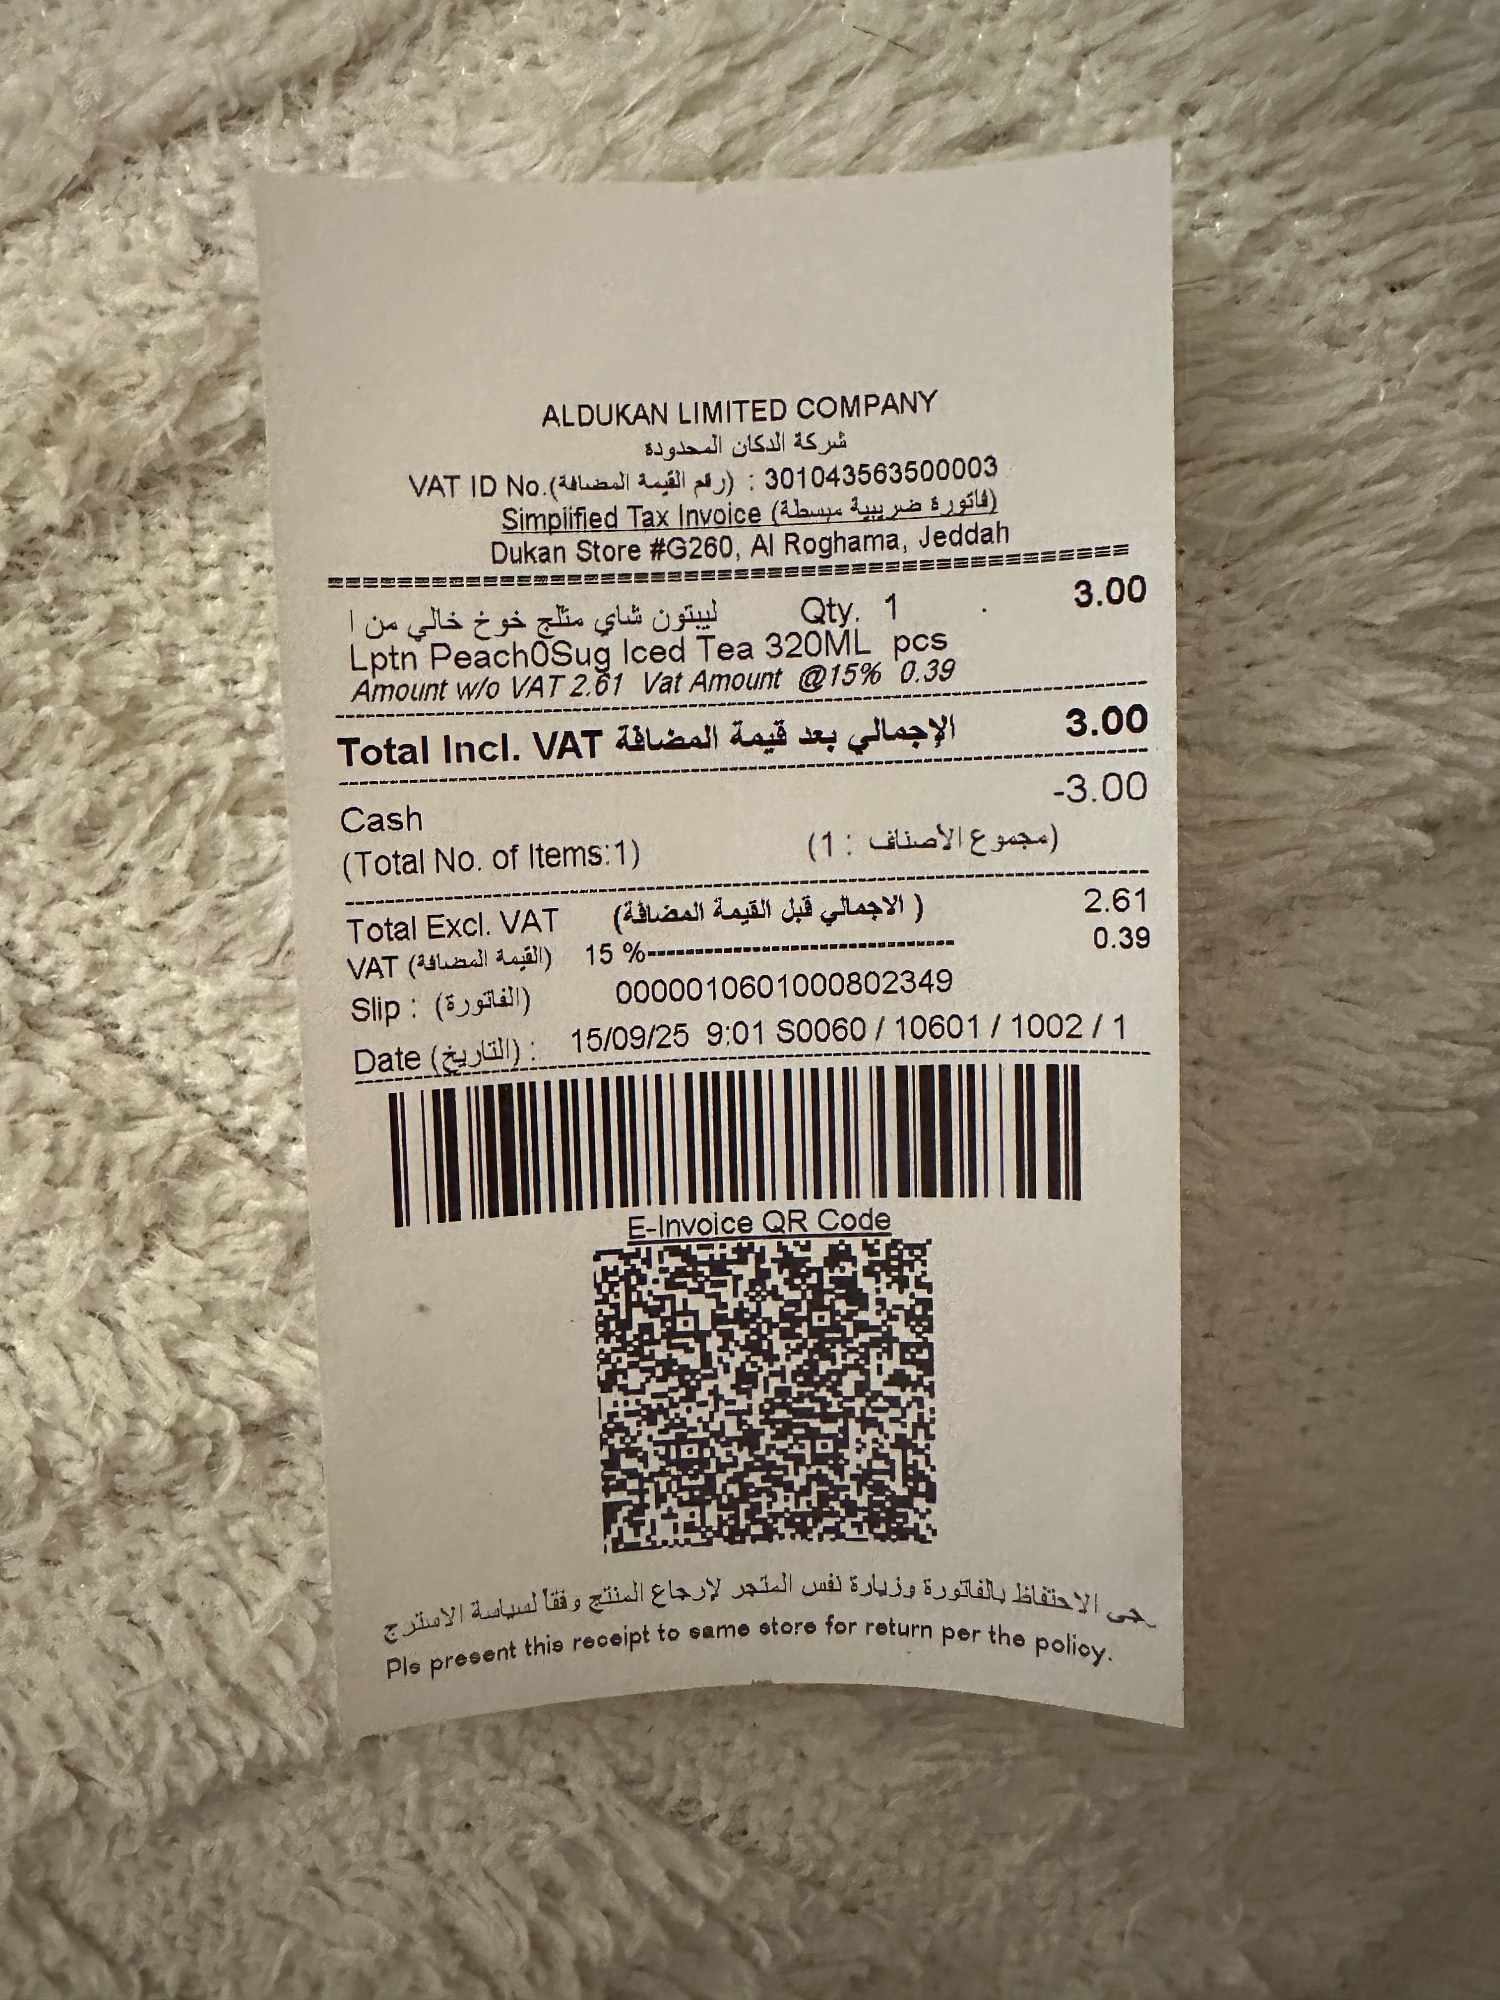 ALDUKAN LIMITED COMPANY
شركة الدكان المحدودة
VAT ID No.(رقم القيمة المضافة) : 301043563500003
Simplified Tax Invoice (فاتورة ضريبية مبسطة)
Dukan Store #G260, Al Roghama, Jeddah
ليبتون شاي مثلج خوخ خالي من ا Qty. 1 3.00
Lptn Peach0Sug Iced Tea 320ML pcs
Amount w/o VAT 2.61 Vat Amount @15% 0.39
Total Incl. VAT الإجمالي بعد قيمة المضافة 3.00
Cash -3.00
(Total No. of Items:1) (مجموع الأصناف : 1)
Total Excl. VAT (الاجمالي قبل القيمة المضافة ) 2.61
VAT (القيمة المضافة) 15 %------------------------------ 0.39
Slip : (الفاتورة) 0000010601000802349
Date (التاريخ) : 15/09/25 9:01 S0060 / 10601 / 1002 / 1
E-Invoice QR Code
الاحتفاظ بالفاتورة وزيارة نفس المتجر لإرجاع المنتج وفقا لسياسة الاسترج
Pls present this receipt to same store for return per the policy.